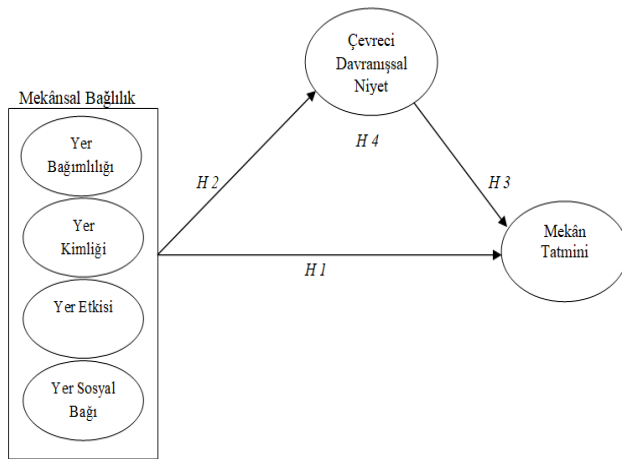 Çevreci
Davranışsal
Niyet
Mekânsal Bağlılık
Yer
Bağımlılığı
H 4
H 2
H 3
Yer
Kimliği
Mekân
Tatmini
H 1
Yer Etkisi
Yer Sosyal
Bağı